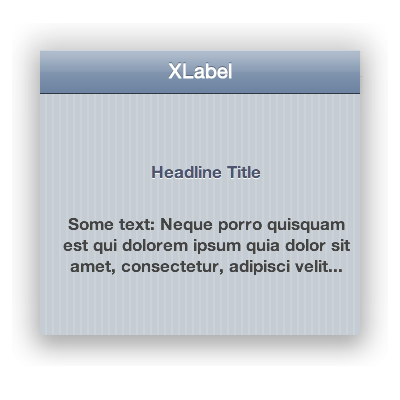 XLabel
Headline Title
Some text: Neque porro quisquam
est qui dolorem ipsum quia dolor sit
amet, consectetur, adipisci velit...